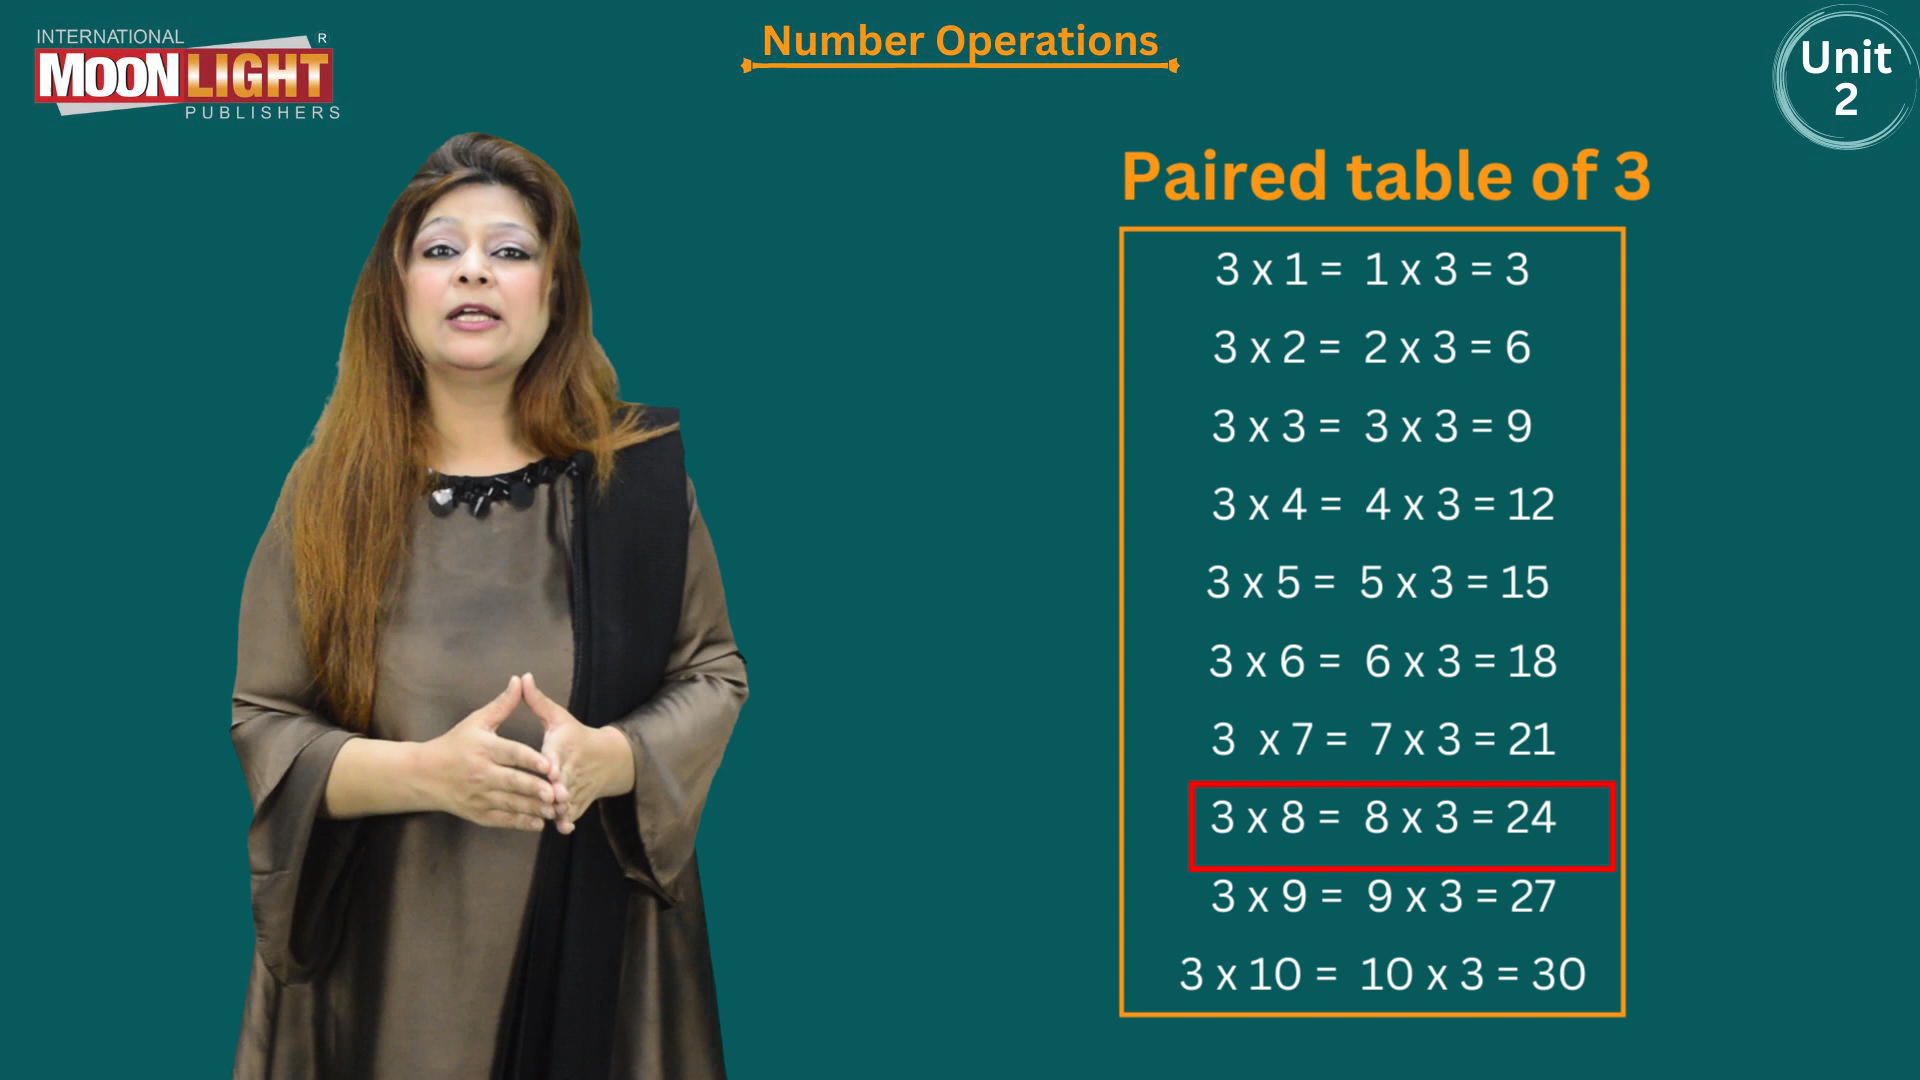 INTERNATIONAL
R
MOON LIGHT
PUBLISHERS
Number Operations
Unit
2
Paired table of 3
3 x 1 = 1 x 3 = 3
3 x 2 = 2 x 3 = 6
3 x 3 = 3 x 3 = 9
3 x 4 = 4 x 3 = 12
3 x 5 = 5 x 3 = 15
3 x 6 = 6 x 3 = 18
3 x 7 = 7 x 3 = 21
3 x 8 = 8 x 3 = 24
3 x 9 = 9 x 3 = 27
3 x 10 = 10 x 3 = 30